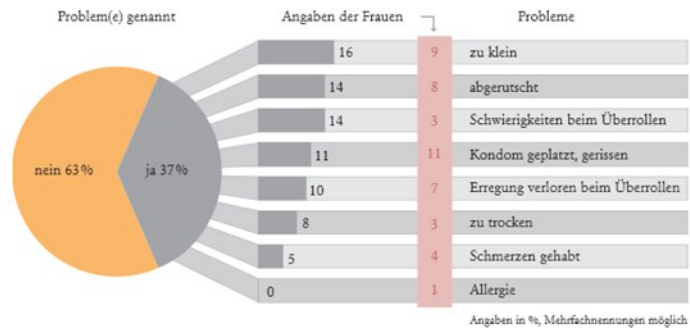 Problem(e) genannt
Angaben der Frauen
Probleme
nein 63%
ja 37%
16 9 zu klein
14 8 abgerutscht
14 3 Schwierigkeiten beim Überrollen
11 11 Kondom geplatzt, gerissen
10 7 Erregung verloren beim Überrollen
8 3 zu trocken
5 4 Schmerzen gehabt
0 1 Allergie
Angaben in %, Mehrfachnennungen möglich